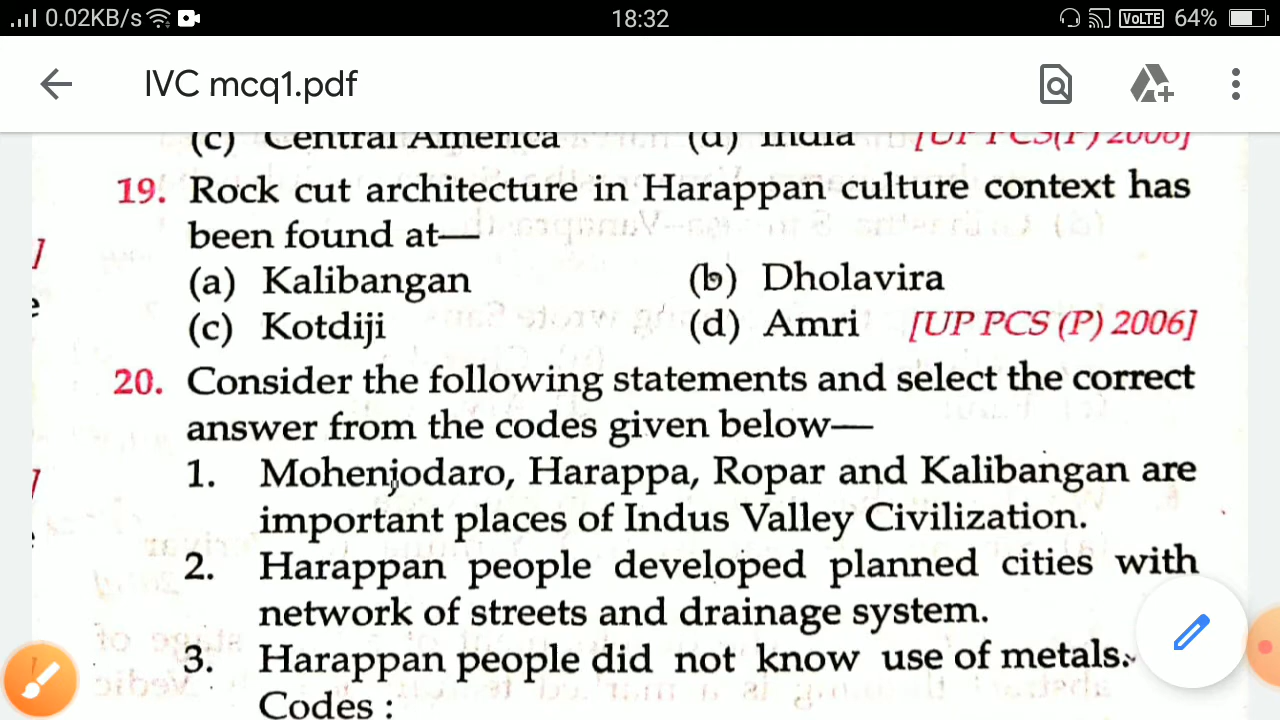 0.02KB/s 18:32 VoLTE 64%
IVC mcq1.pdf
(c) Central America (d) India [UP PCS(P) 2006]
19. Rock cut architecture in Harappan culture context has
been found at—
(a) Kalibangan (b) Dholavira
(c) Kotdiji (d) Amri [UP PCS (P) 2006]
20. Consider the following statements and select the correct
answer from the codes given below—
1. Mohenjodaro, Harappa, Ropar and Kalibangan are
important places of Indus Valley Civilization.
2. Harappan people developed planned cities with
network of streets and drainage system.
3. Harappan people did not know use of metals.
Codes :